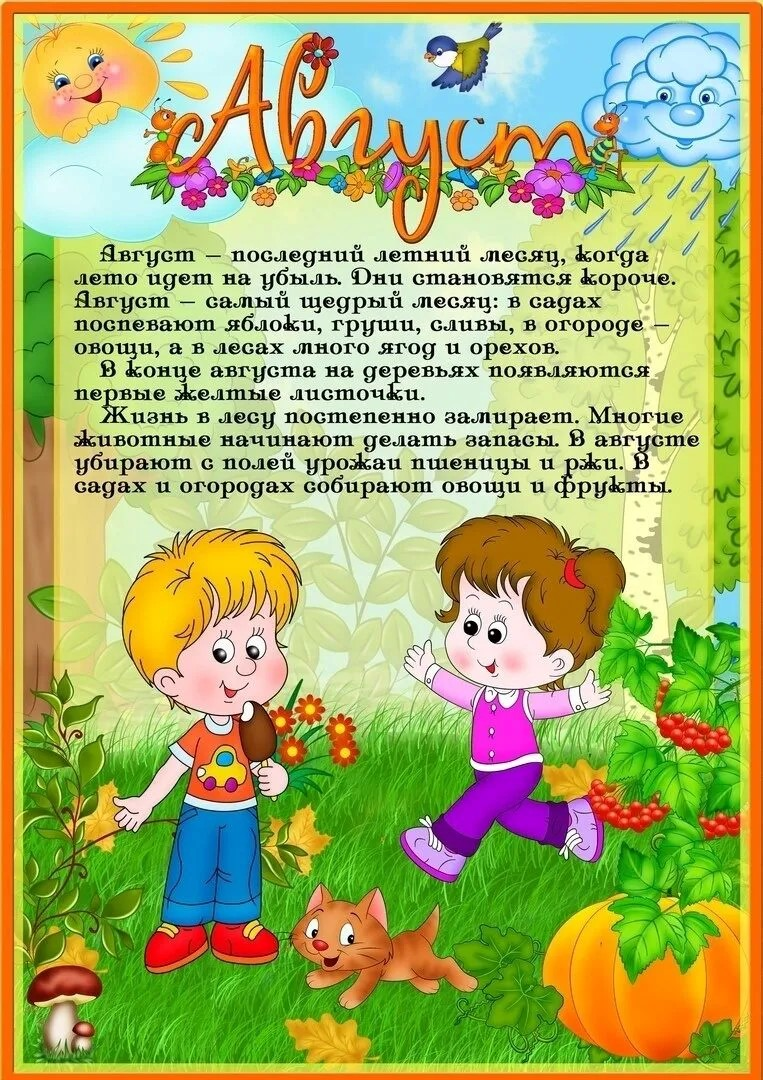 Август
Август – последний летний месяц, когда
лето идет на убыль. Дни становятся короче.
Август – самый щедрый месяц: в садах
поспевают яблоки, груши, сливы, в огороде –
овощи, а в лесах много ягод и орехов.
В конце августа на деревьях появляются
первые желтые листочки.
Жизнь в лесу постепенно замирает. Многие
животные начинают делать запасы. В августе
убирают с полей урожаи пшеницы и ржи. В
садах и огородах собирают овощи и фрукты.